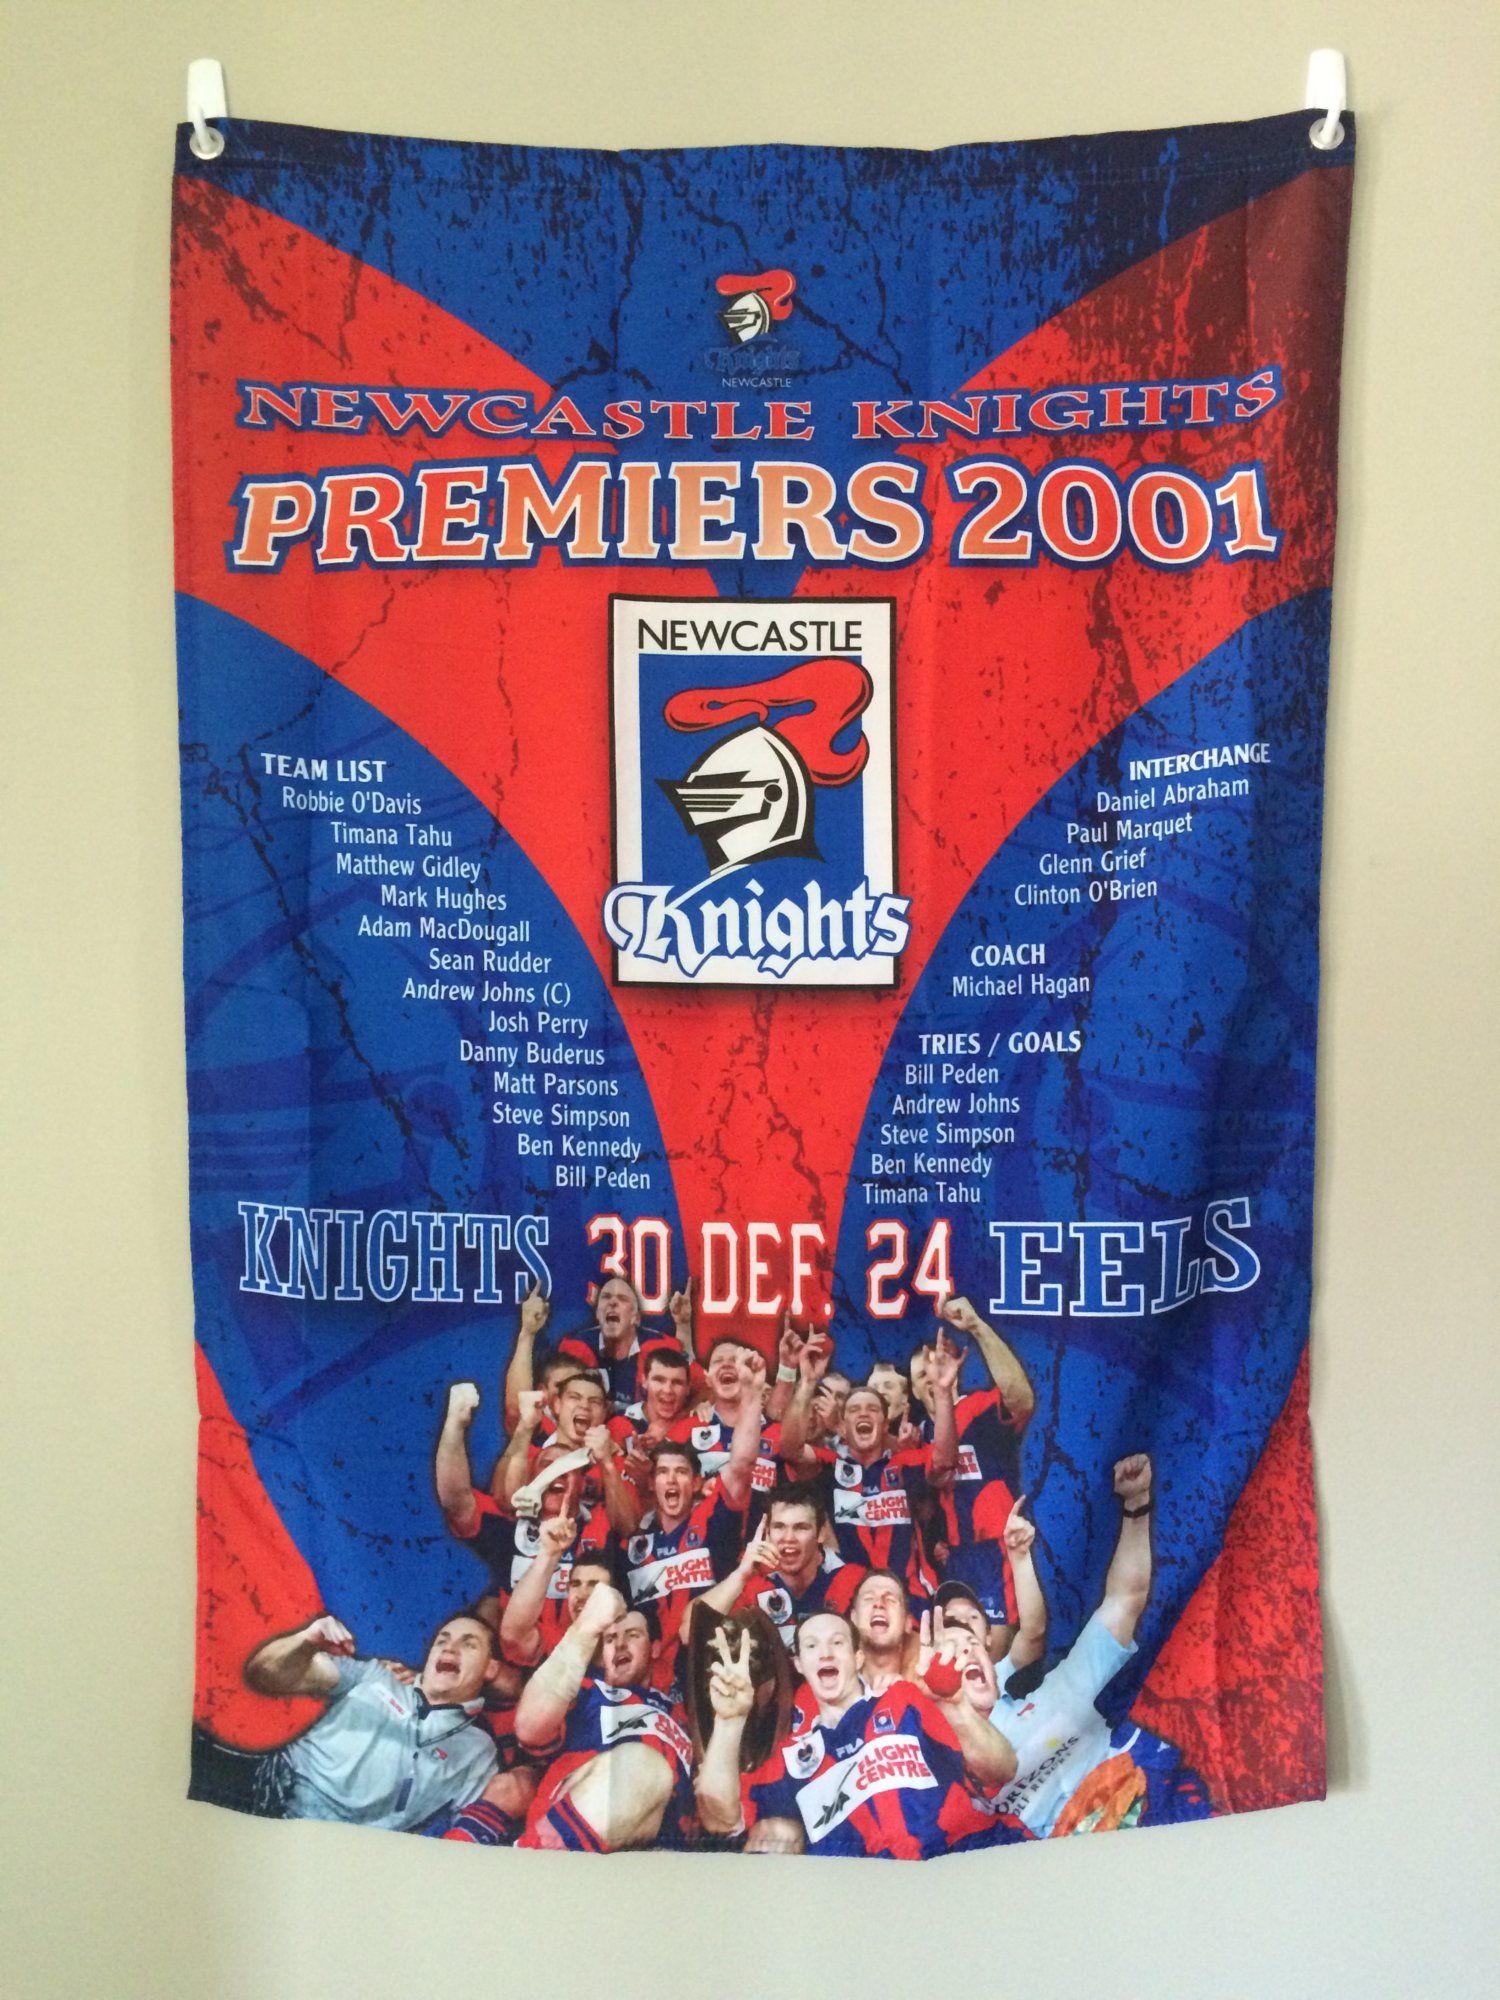 Knights
NEWCASTLE
NEWCASTLE KNIGHTS
PREMIERS 2001
NEWCASTLE
Knights
TEAM LIST
Robbie O'Davis
Timana Tahu
Matthew Gidley
Mark Hughes
Adam MacDougall
Sean Rudder
Andrew Johns (C)
Josh Perry
Danny Buderus
Matt Parsons
Steve Simpson
Ben Kennedy
Bill Peden
INTERCHANGE
Daniel Abraham
Paul Marquet
Glenn Grief
Clinton O'Brien
COACH
Michael Hagan
TRIES / GOALS
Bill Peden
Andrew Johns
Steve Simpson
Ben Kennedy
Timana Tahu
KNIGHTS 30 DEF. 24 EELS
FLIGHT
CENTRE
FILA
FLIGHT
CENTRE
FILA
FLIGHT
CENTRE